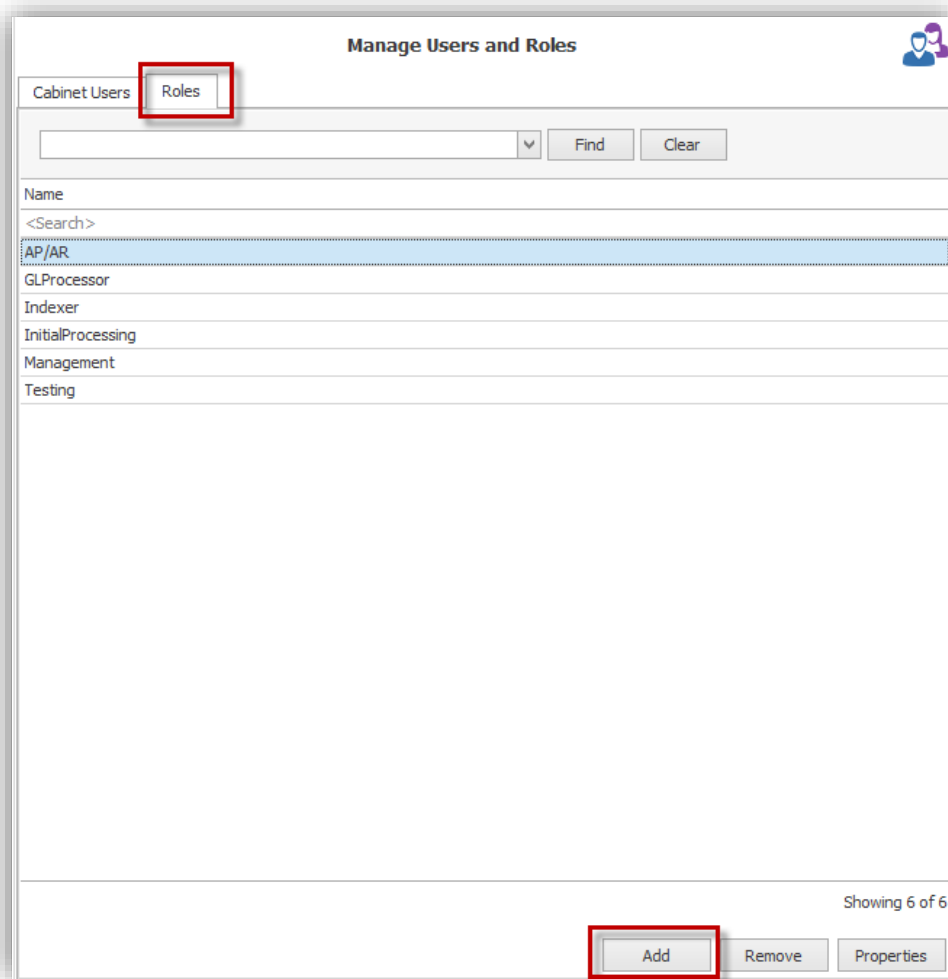 Manage Users and Roles
Cabinet Users Roles
Find Clear
Name
<Search>
AP/AR
GLProcessor
Indexer
InitialProcessing
Management
Testing
Showing 6 of 6
Add Remove Properties